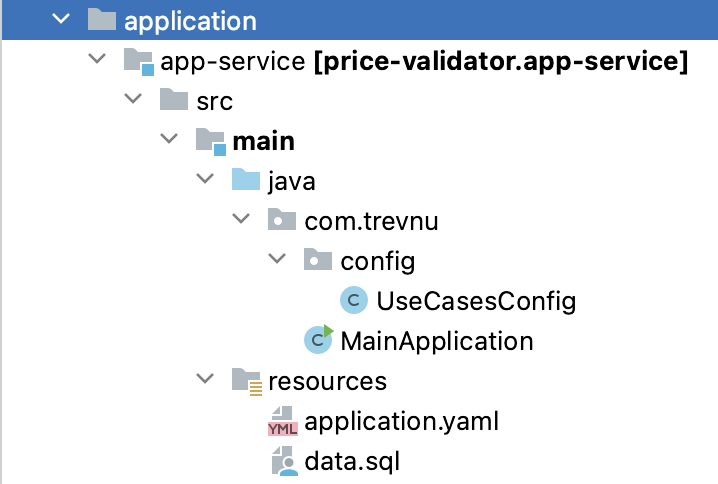 application
app-service [price-validator.app-service]
src
main
java
com.trevnu
config
C UseCasesConfig
C MainApplication
resources
YML application.yaml
data.sql